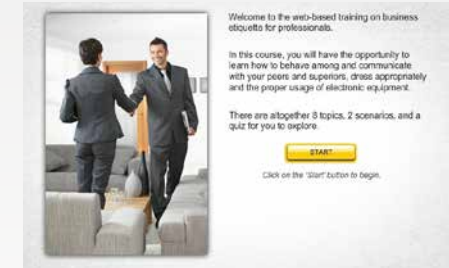 Welcome to the web-based training on business
etiquette for professionals.
In this course, you will have the opportunity to
learn how to behave among and communicate
with your peers and superiors, dress appropriately
and the proper usage of electronic equipment.
There are altogether 8 topics, 2 scenarios, and a
quiz for you to explore.
START
Click on the 'Start' button to begin.